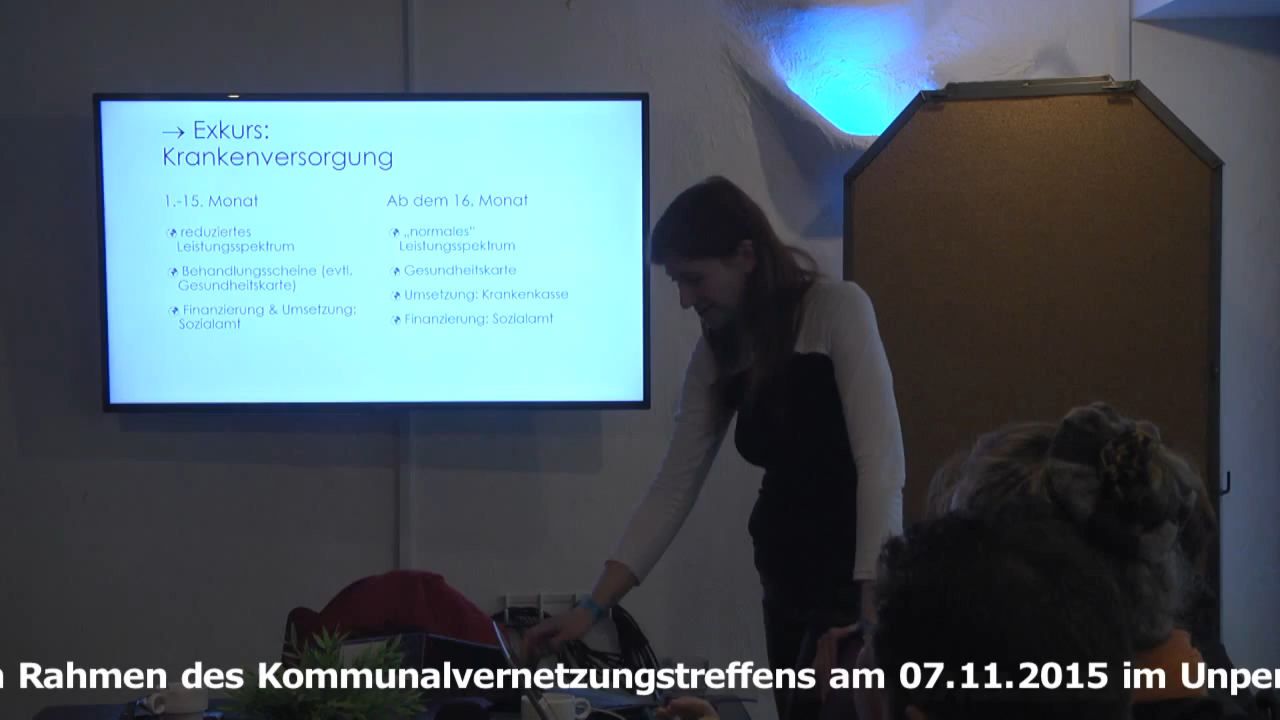 → Exkurs:
Krankenversorgung
1.-15. Monat
reduziertes
Leistungsspektrum
Behandlungsscheine (evtl.
Gesundheitskarte)
Finanzierung & Umsetzung:
Sozialamt
Ab dem 16. Monat
„normales“
Leistungsspektrum
Gesundheitskarte
Umsetzung: Krankenkasse
Finanzierung: Sozialamt
Rahmen des Kommunalvernetzungstreffens am 07.11.2015 im